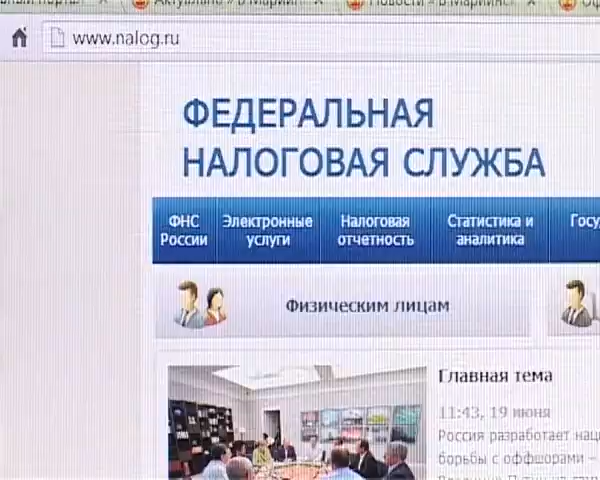 www.nalog.ru
ФЕДЕРАЛЬНАЯ
НАЛОГОВАЯ СЛУЖБА
ФНС России
Электронные услуги
Налоговая отчетность
Статистика и аналитика
Физическим лицам
Главная тема
11:43, 19 июня
Россия разработает
борьбы с оффшорами –